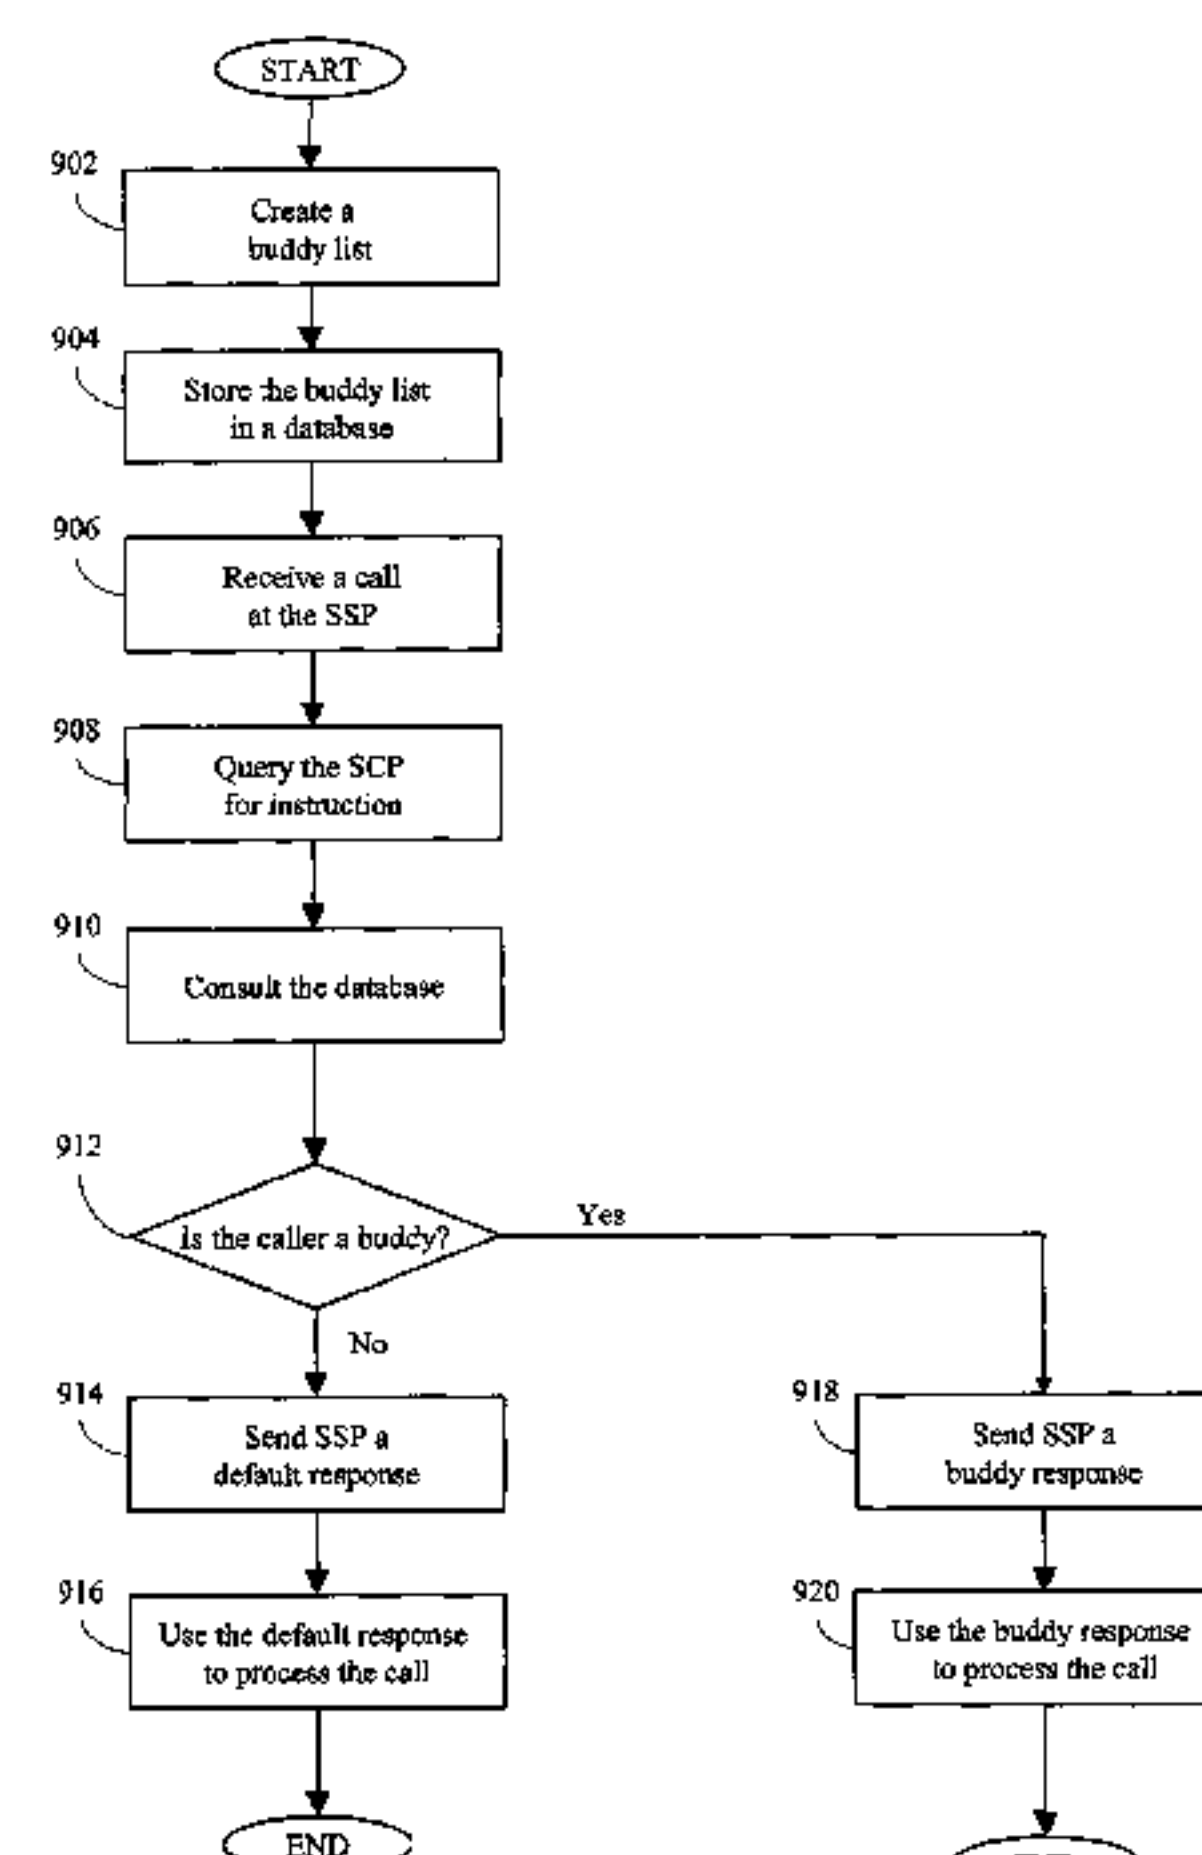 START
902
Create a
buddy list
904
Store the buddy list
in a database
906
Receive a call
at the SSP
908
Query the SCP
for instruction
910
Consult the database
912
Is the caller a buddy?
Yes
No
914
Send SSP a
default response
918
Send SSP a
buddy response
916
Use the default response
to process the call
920
Use the buddy response
to process the call
END